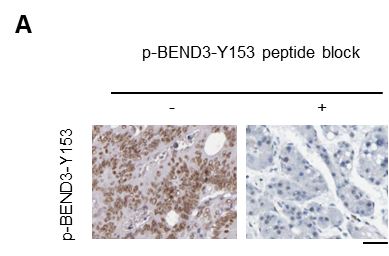 A
p-BEND3-Y153 peptide block
- +
p-BEND3-Y153